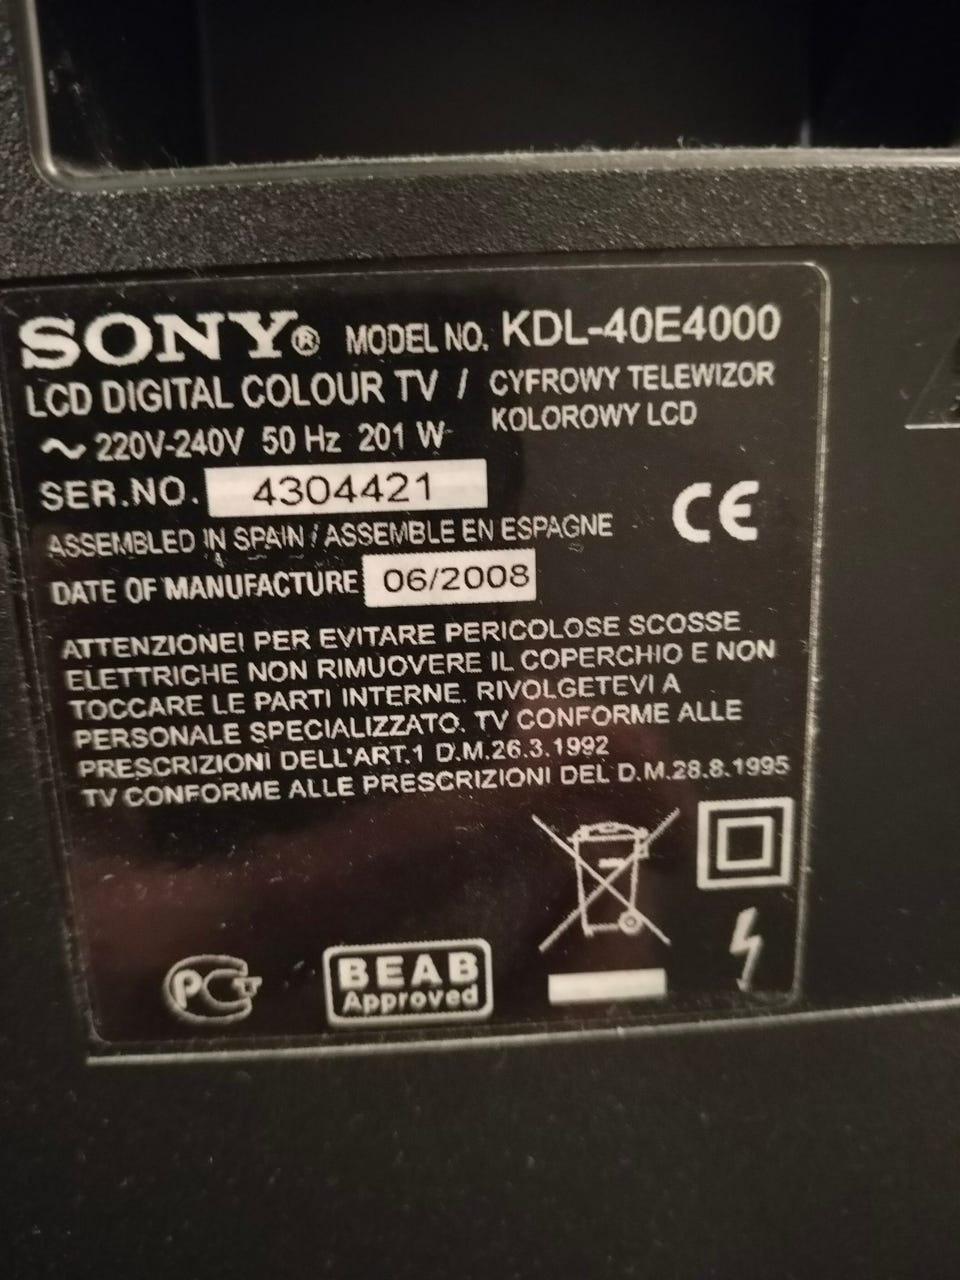 SONY® MODEL NO. KDL-40E4000
LCD DIGITAL COLOUR TV / CYFROWY TELEWIZOR
KOLOROWY LCD
~ 220V-240V 50 Hz 201 W
SER.NO. 4304421
ASSEMBLED IN SPAIN / ASSEMBLE EN ESPAGNE
CE
DATE OF MANUFACTURE 06/2008
ATTENZIONE! PER EVITARE PERICOLOSE SCOSSE
ELETTRICHE NON RIMUOVERE IL COPERCHIO E NON
TOCCARE LE PARTI INTERNE. RIVOLGETEVI A
PERSONALE SPECIALIZZATO. TV CONFORME ALLE
PRESCRIZIONI DELL'ART.1 D.M.26.3.1992
TV CONFORME ALLE PRESCRIZIONI DEL D.M.28.8.1995
PCT
BEAB
Approved